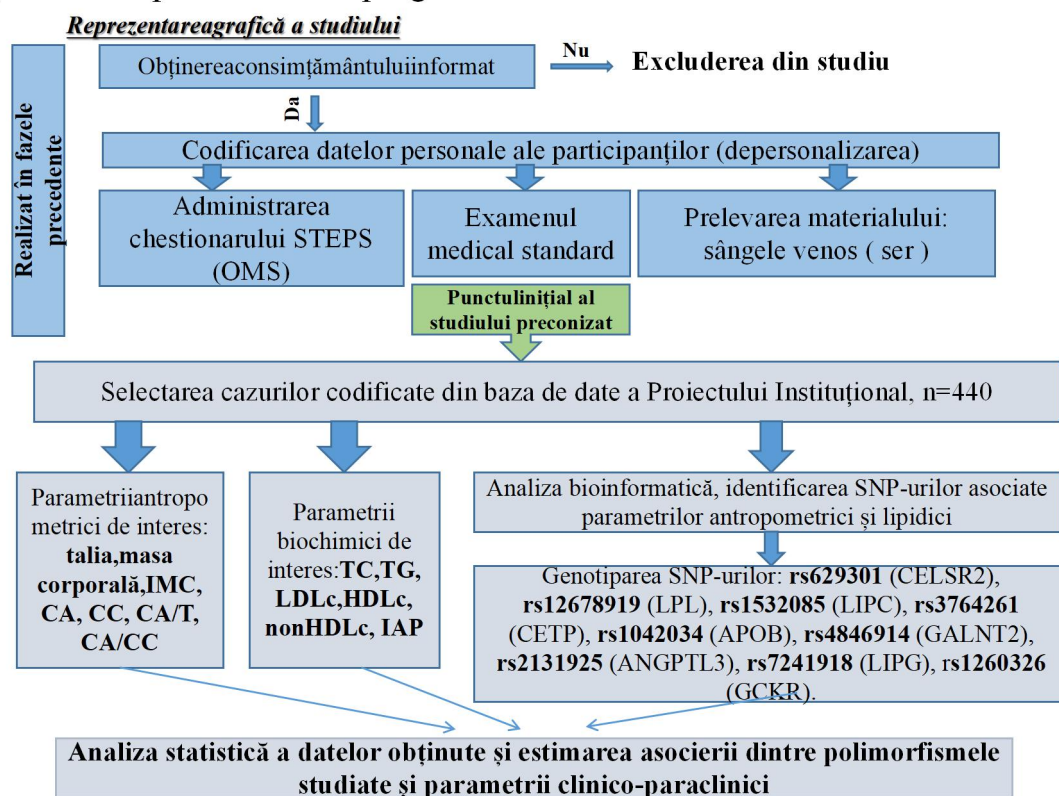 Reprezentareagrafică a studiului
Realizat în fazele
precedente
Obținereaconsimțământuluiinformat
Nu
Excluderea din studiu
Da
Codificarea datelor personale ale participanților (depersonalizarea)
Administrarea
chestionarului STEPS
(OMS)
Examenul
medical standard
Prelevarea materialului:
sângele venos ( ser )
Punctulinițial al
studiului preconizat
Selectarea cazurilor codificate din baza de date a Proiectului Instituțional, n=440
Parametriiantropo
metrici de interes:
talia,masa
corporală,IMC,
CA, CC, CA/T,
CA/CC
Parametrii
biochimici de
interes:TC,TG,
LDLc,HDLc,
nonHDLc, IAP
Analiza bioinformatică, identificarea SNP-urilor asociate
parametrilor antropometrici și lipidici
Genotiparea SNP-urilor: rs629301 (CELSR2),
rs12678919 (LPL), rs1532085 (LIPC), rs3764261
(CETP), rs1042034 (APOB), rs4846914 (GALNT2),
rs2131925 (ANGPTL3), rs7241918 (LIPG), rs1260326
(GCKR).
Analiza statistică a datelor obținute și estimarea asocierii dintre polimorfismele
studiate și parametrii clinico-paraclinici